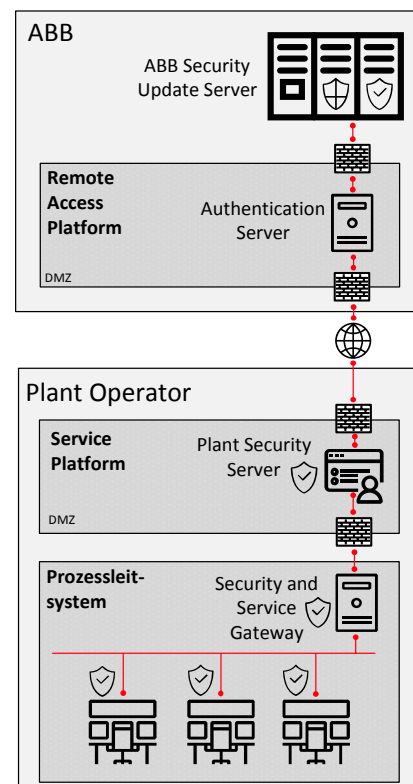 ABB
ABB Security
Update Server
Remote
Access
Platform
Authentication
Server
DMZ
Plant Operator
Service
Platform
Plant Security
Server
DMZ
Prozessleit-
system
Security and
Service
Gateway